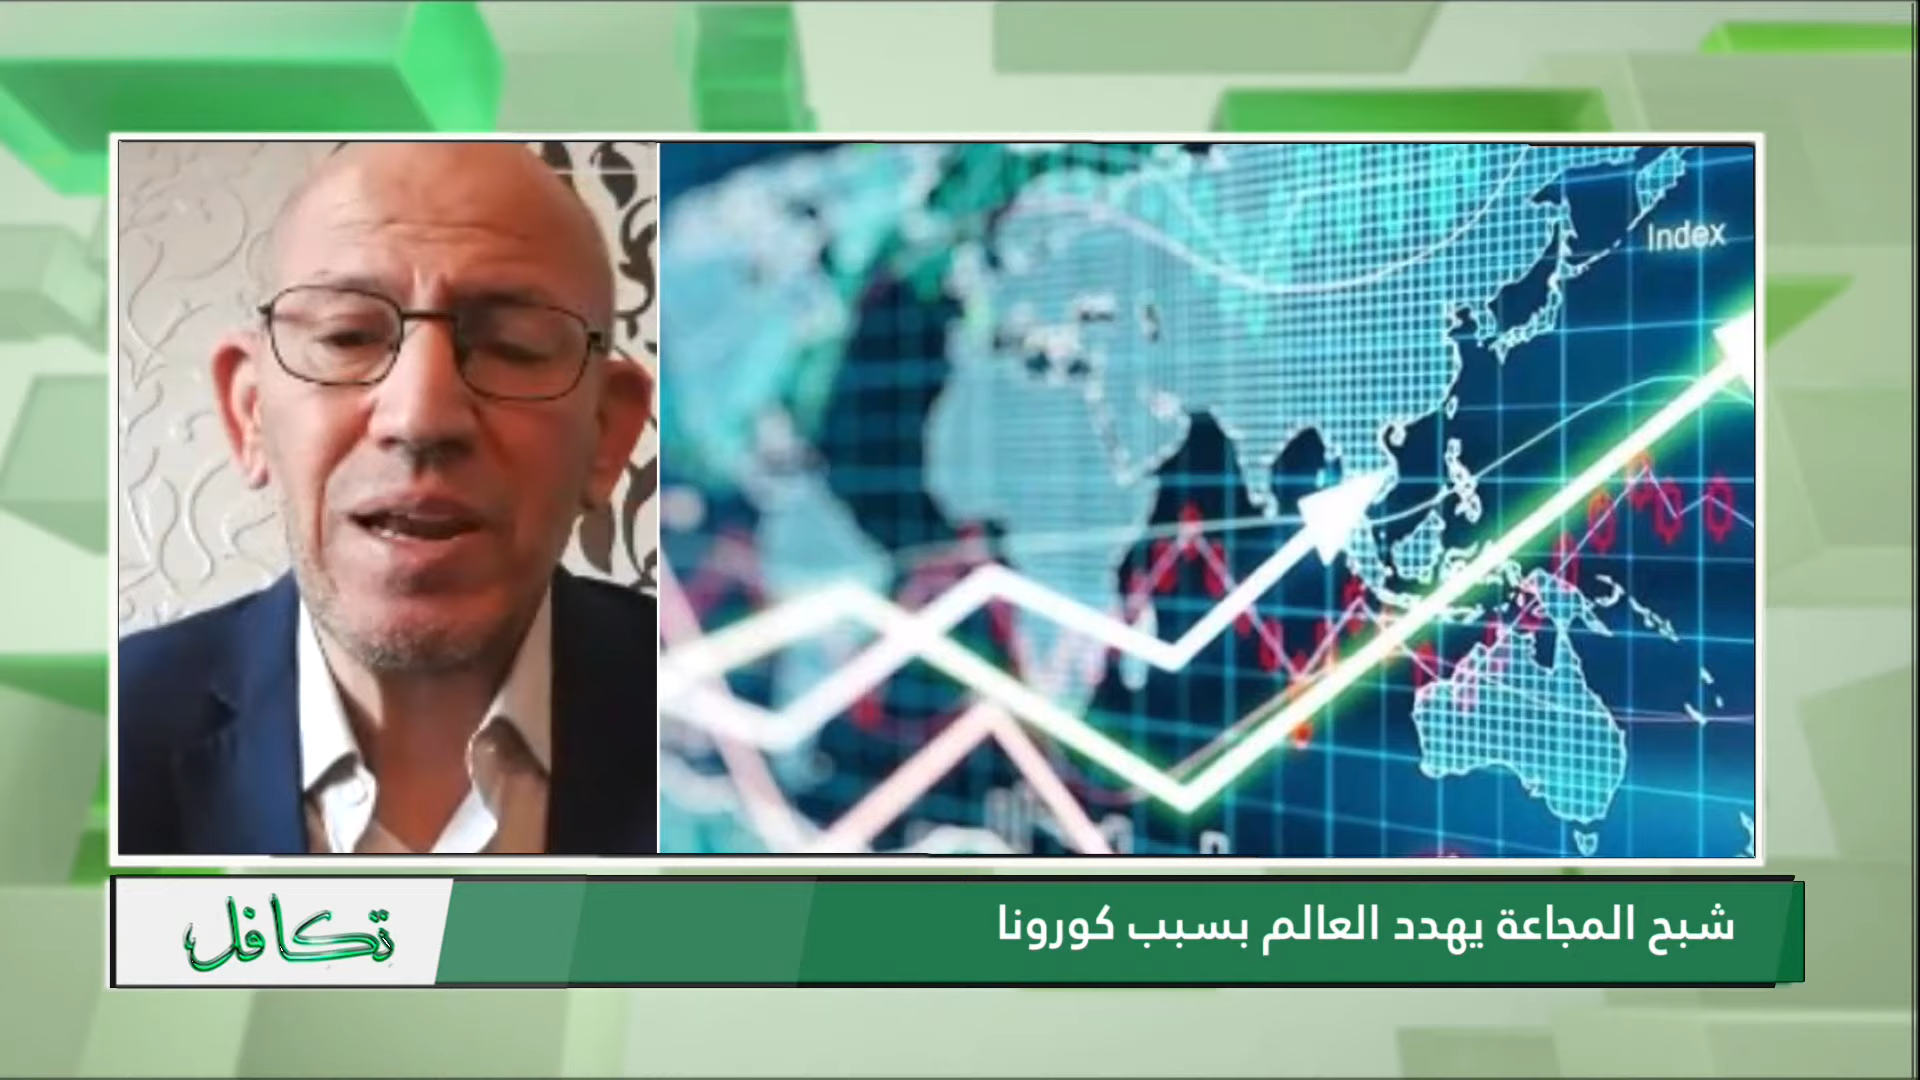 Index
شبح المجاعة يهدد العالم بسبب كورونا
تكافل